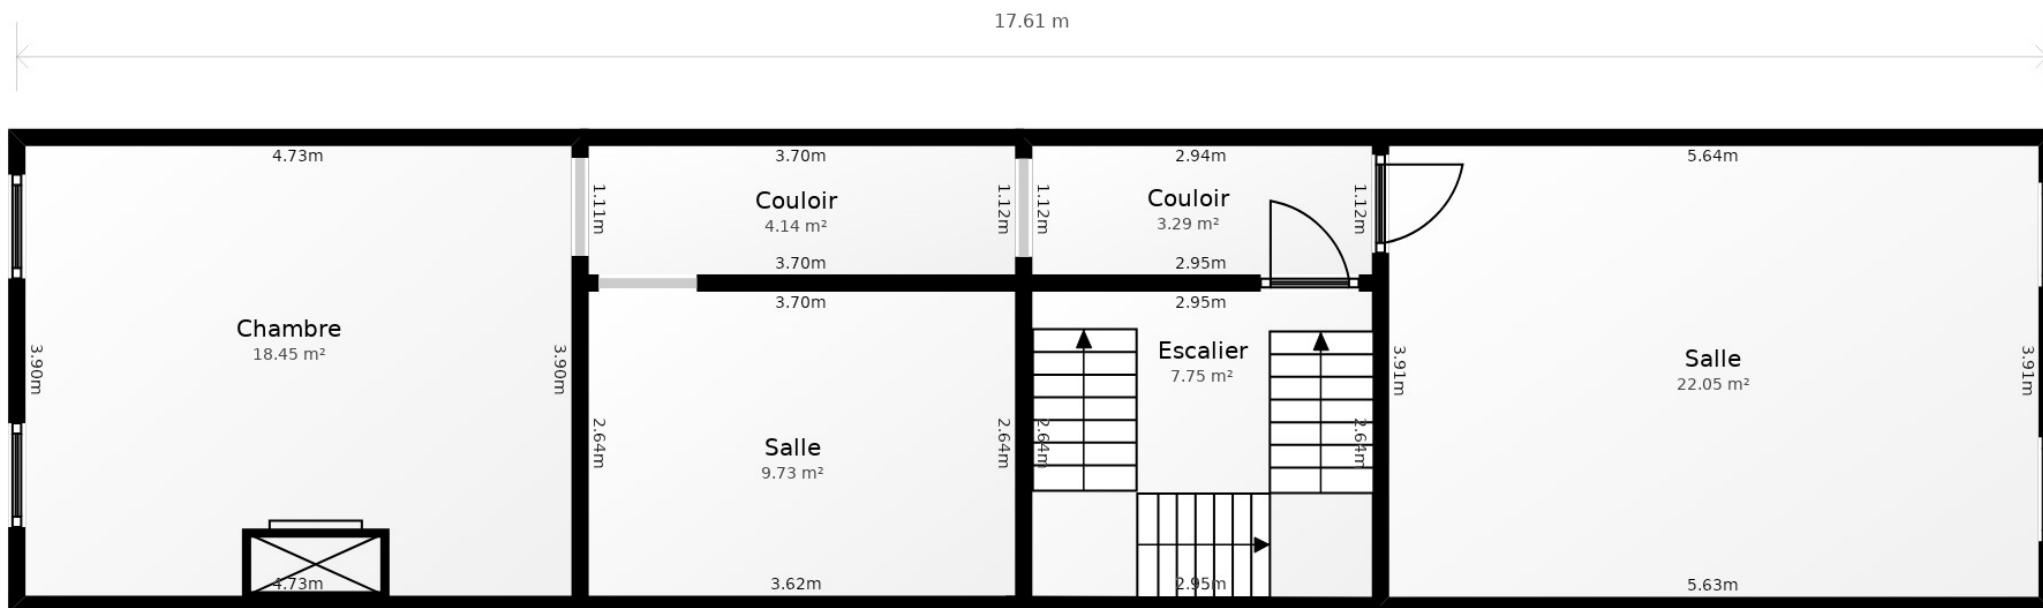 17.61 m
4.73m
3.70m
2.94m
5.64m
Couloir
4.14 m²
1.11m
1.12m
Couloir
3.29 m²
1.12m
1.12m
3.70m
2.95m
3.70m
2.95m
Chambre
18.45 m²
3.90m
3.90m
Escalier
7.75 m²
Salle
22.05 m²
3.91m
3.91m
Salle
9.73 m²
2.64m
2.64m
2.64m
2.64m
4.73m
3.62m
2.95m
5.63m